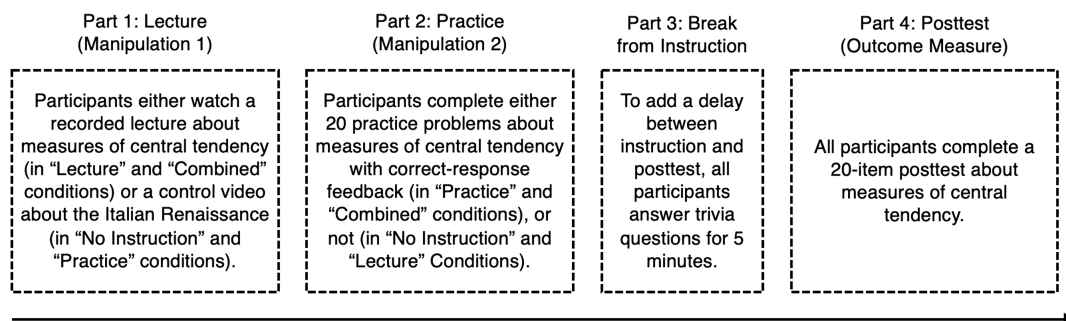 Part 1: Lecture
(Manipulation 1)
Participants either watch a
recorded lecture about
measures of central tendency
(in “Lecture” and “Combined”
conditions) or a control video
about the Italian Renaissance
(in “No Instruction” and
“Practice” conditions).
Part 2: Practice
(Manipulation 2)
Participants complete either
20 practice problems about
measures of central tendency
with correct-response
feedback (in “Practice” and
“Combined” conditions), or
not (in “No Instruction” and
“Lecture” Conditions).
Part 3: Break
from Instruction
To add a delay
between
instruction and
posttest, all
participants
answer trivia
questions for 5
minutes.
Part 4: Posttest
(Outcome Measure)
All participants complete a
20-item posttest about
measures of central
tendency.